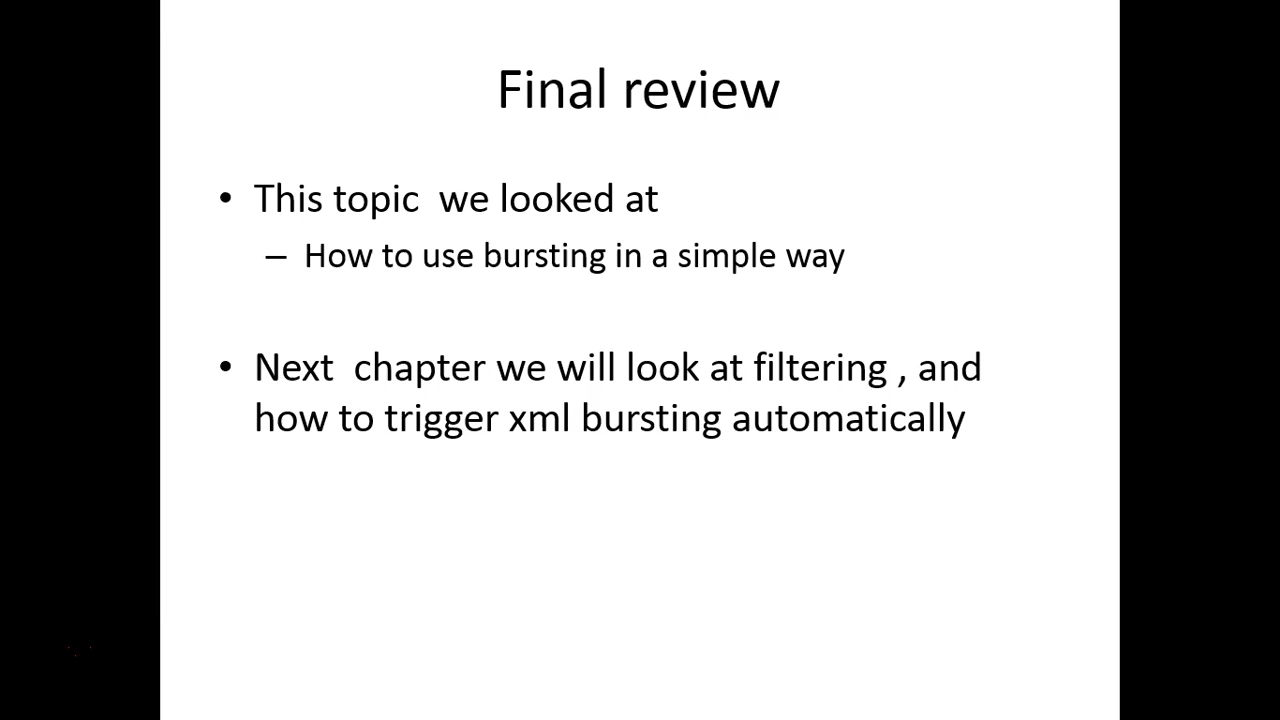 Final review
• This topic  we looked at
– How to use bursting in a simple way
• Next  chapter we will look at filtering , and
how to trigger xml bursting automatically